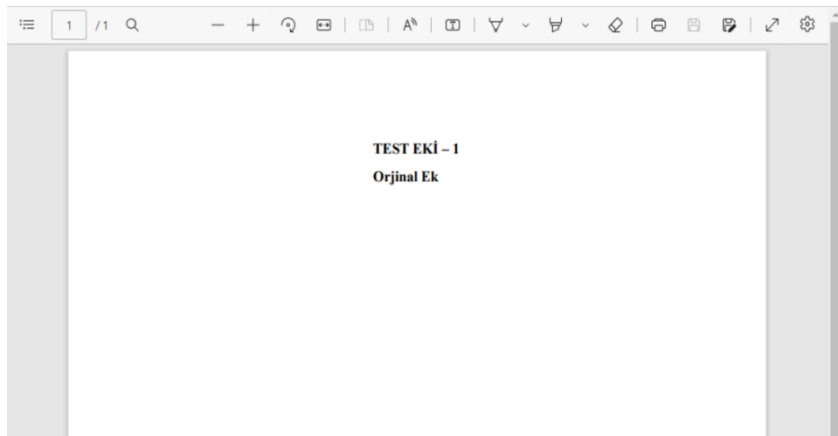 1 /1
TEST EKİ – 1
Orjinal Ek